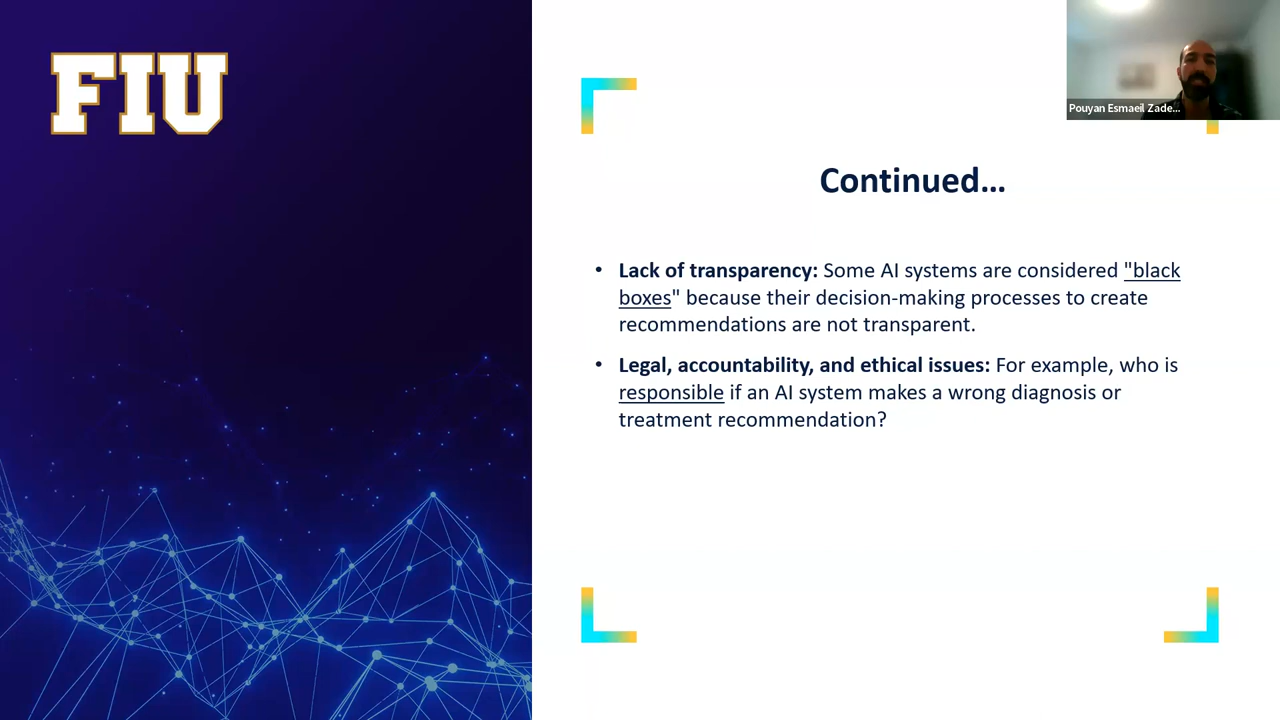 FIU
Pouyan Esmaeil Zade...
Continued...
• Lack of transparency: Some AI systems are considered "black
boxes" because their decision-making processes to create
recommendations are not transparent.
• Legal, accountability, and ethical issues: For example, who is
responsible if an AI system makes a wrong diagnosis or
treatment recommendation?